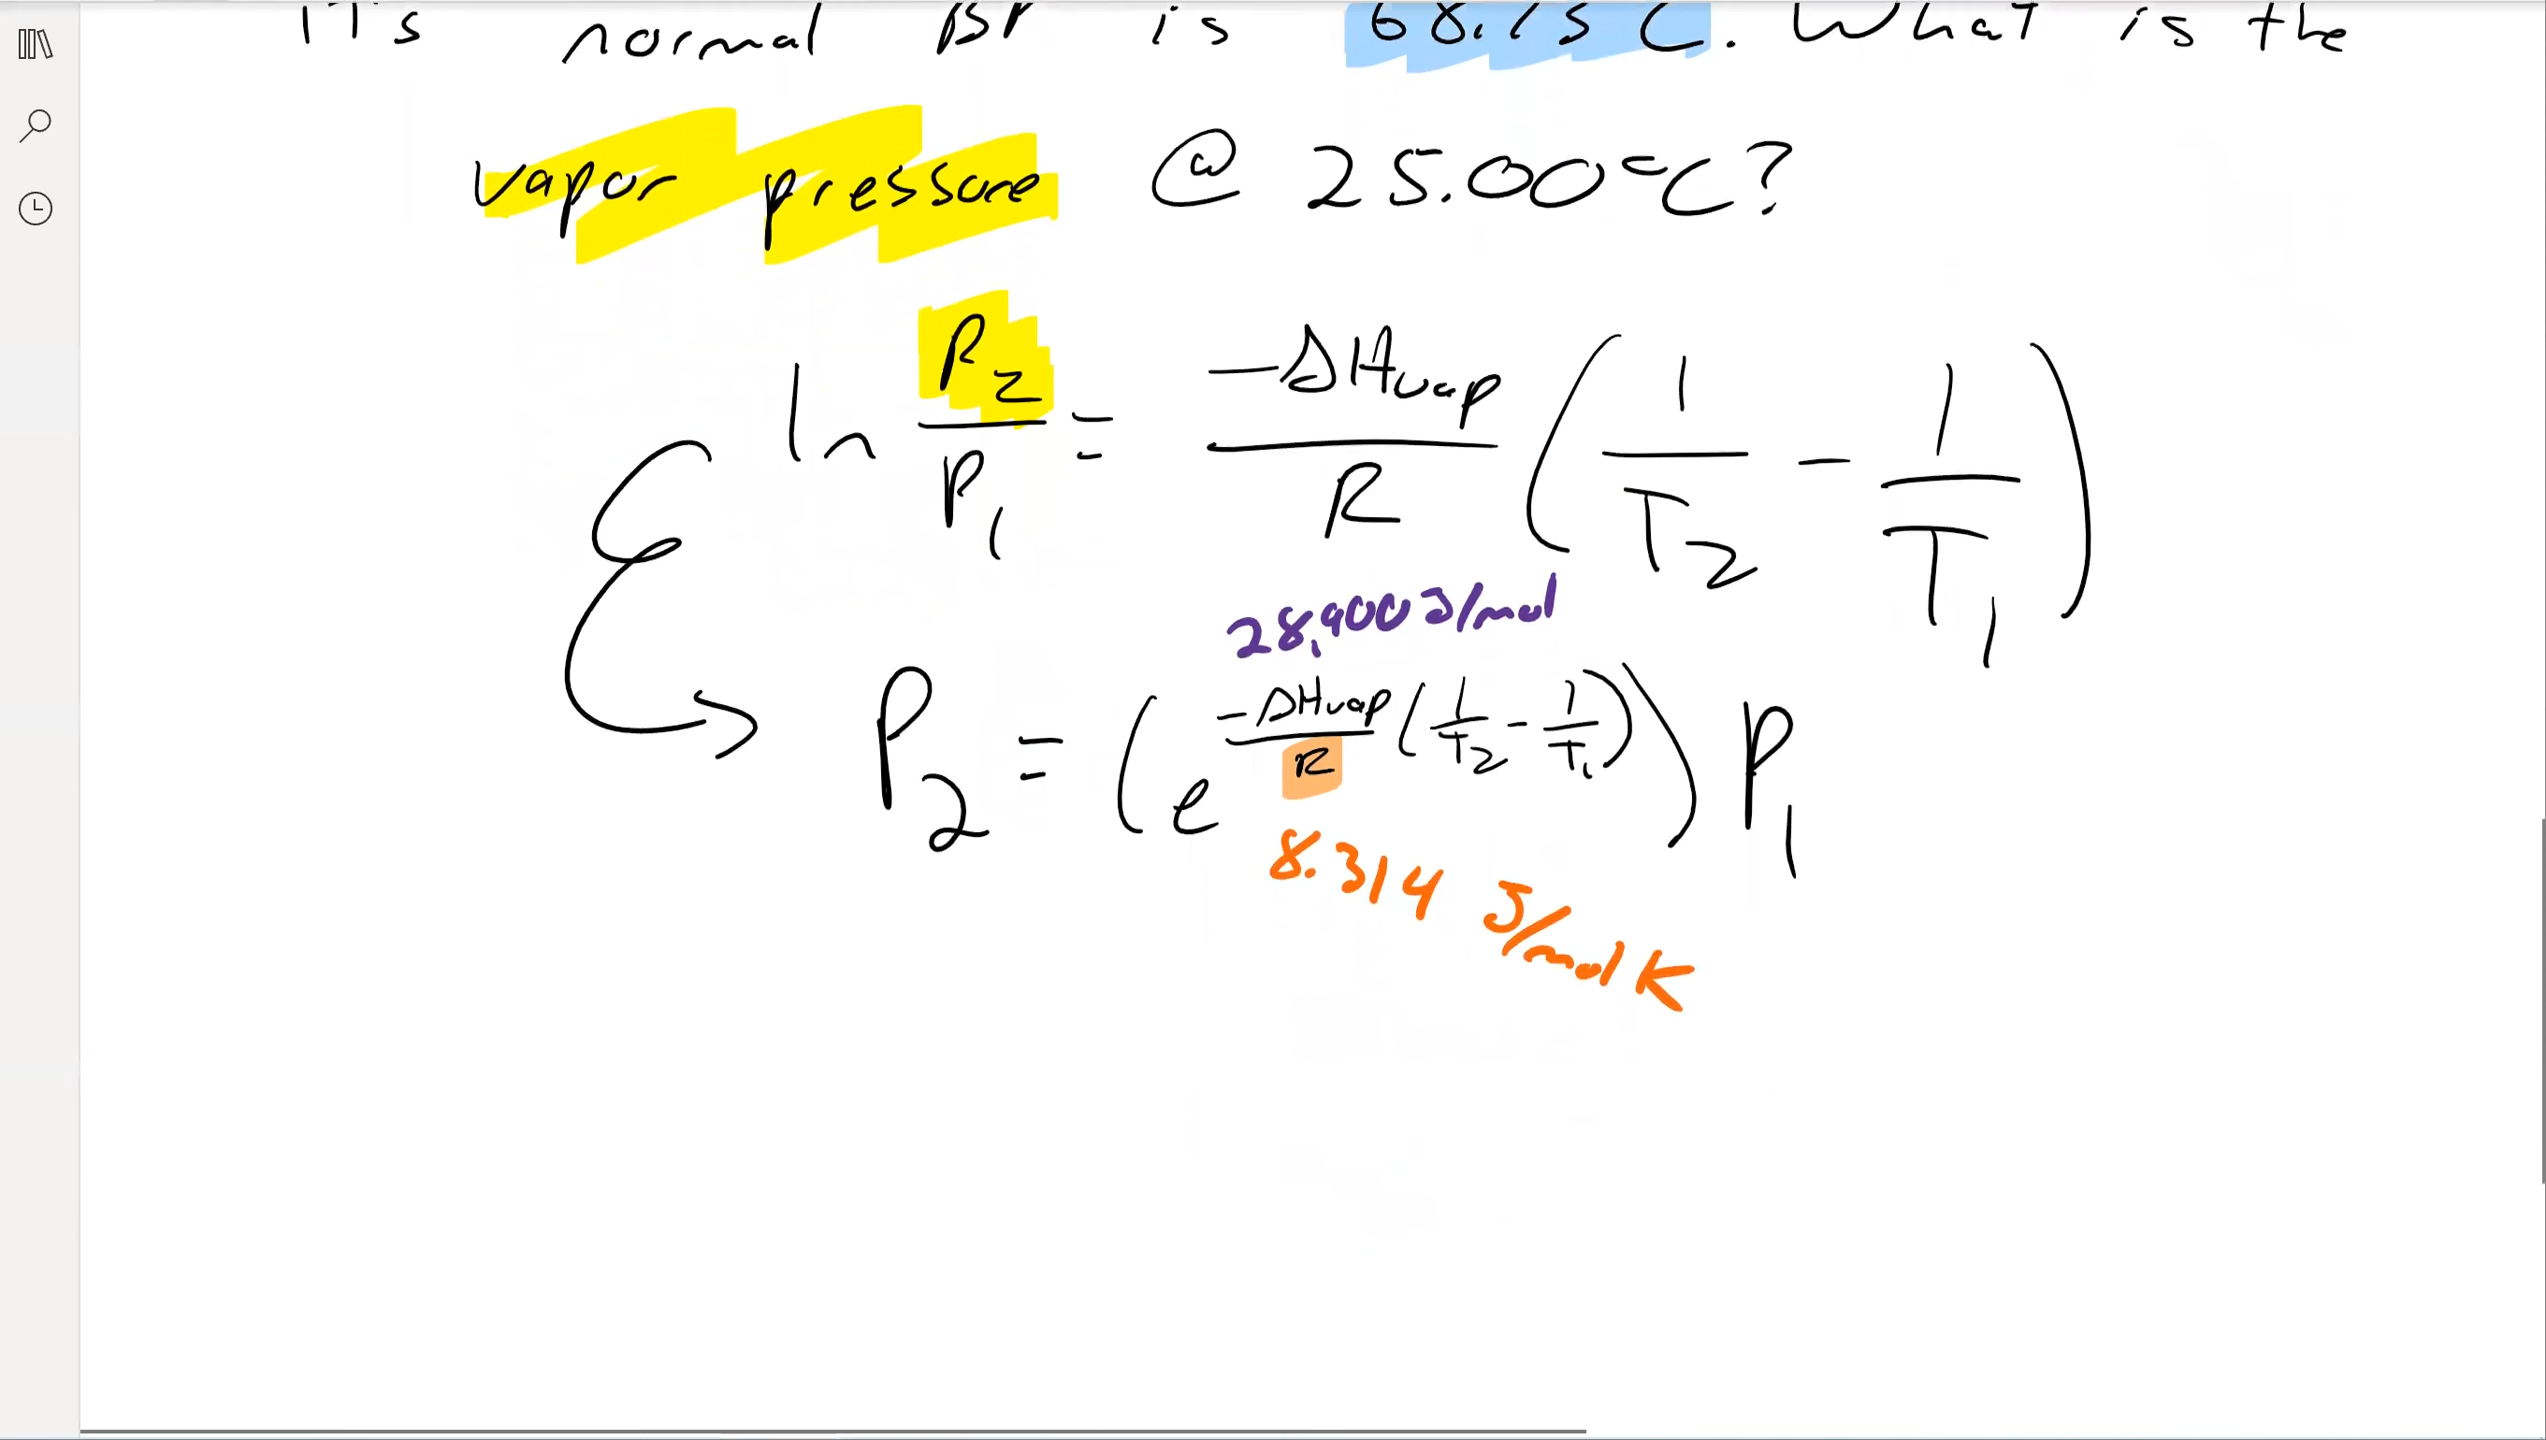 It's normal BP is 68.73°C. What is the
vapor pressure @ 25.00°C?
ln P₂/P₁ = -ΔHvap/R (1/T₂ - 1/T₁)
28,900 J/mol
P₂ = (e^(-ΔHvap/R (1/T₂ - 1/T₁))) P₁
8.314 J/mol K